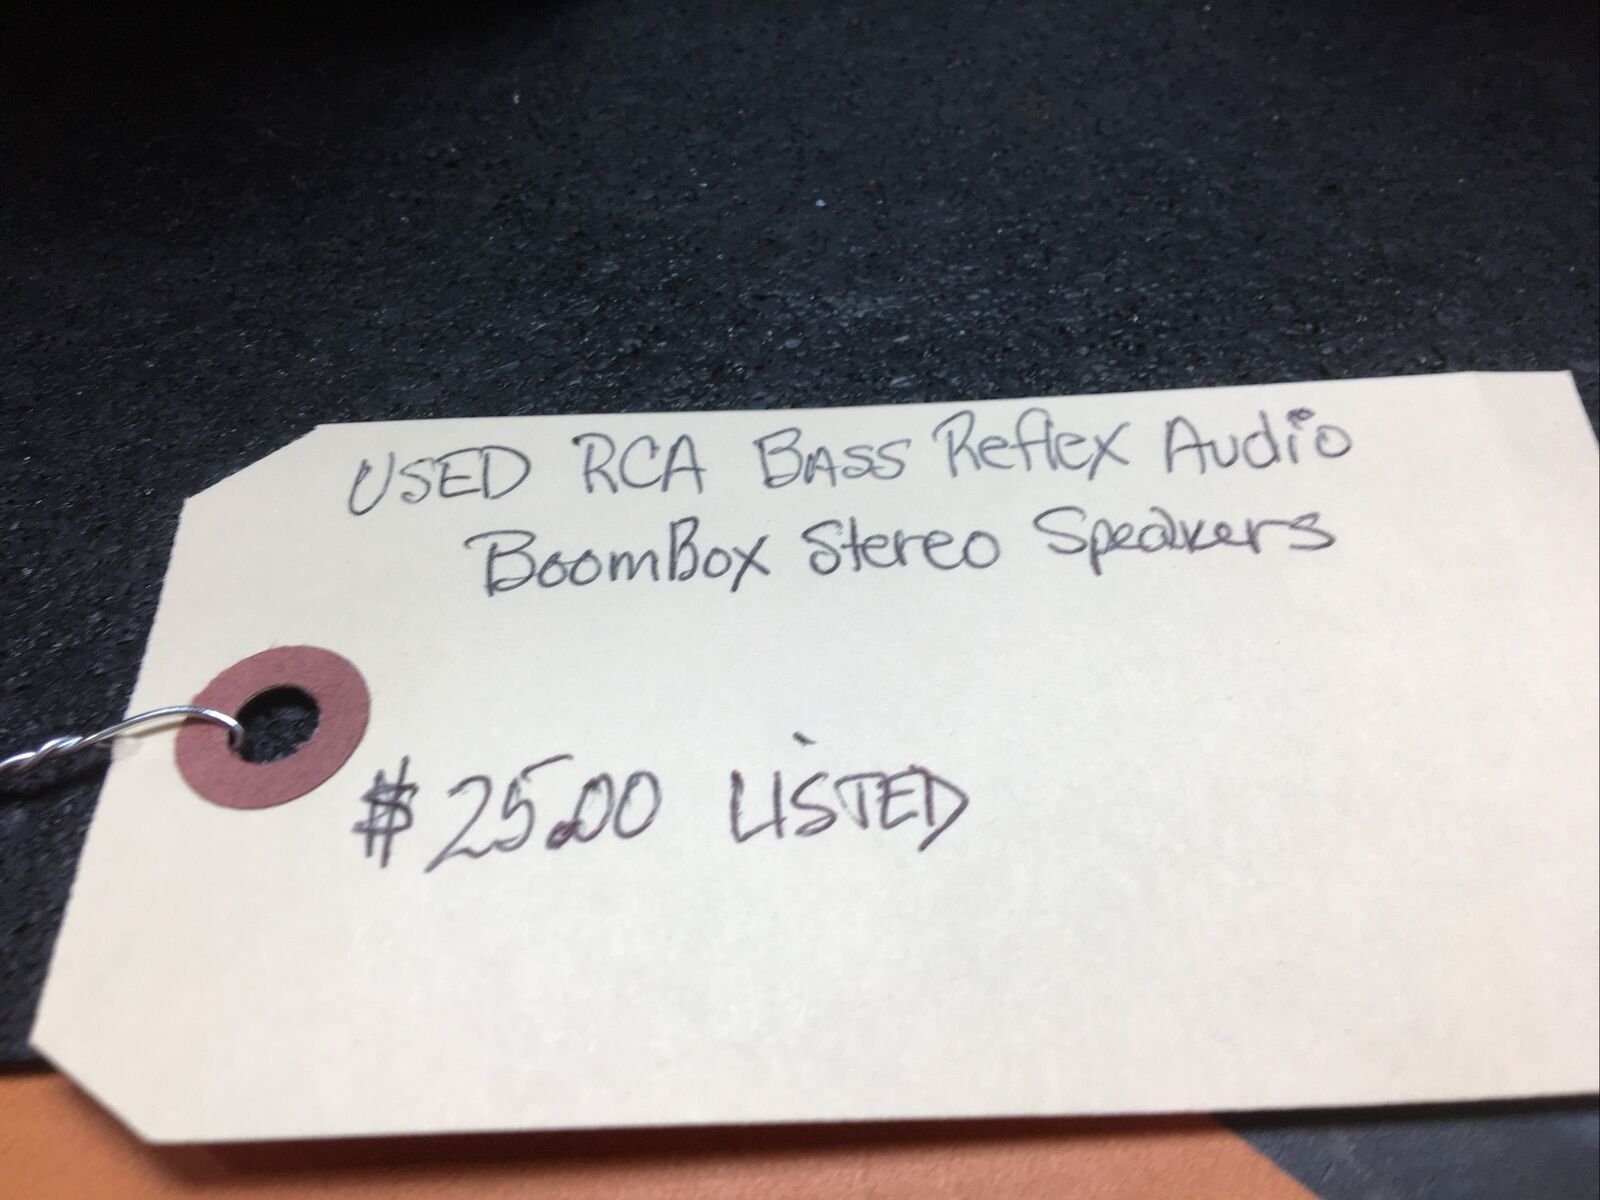 USED RCA BASS Reflex Audio
BoomBox Stereo Speakers
$25.00 LISTED